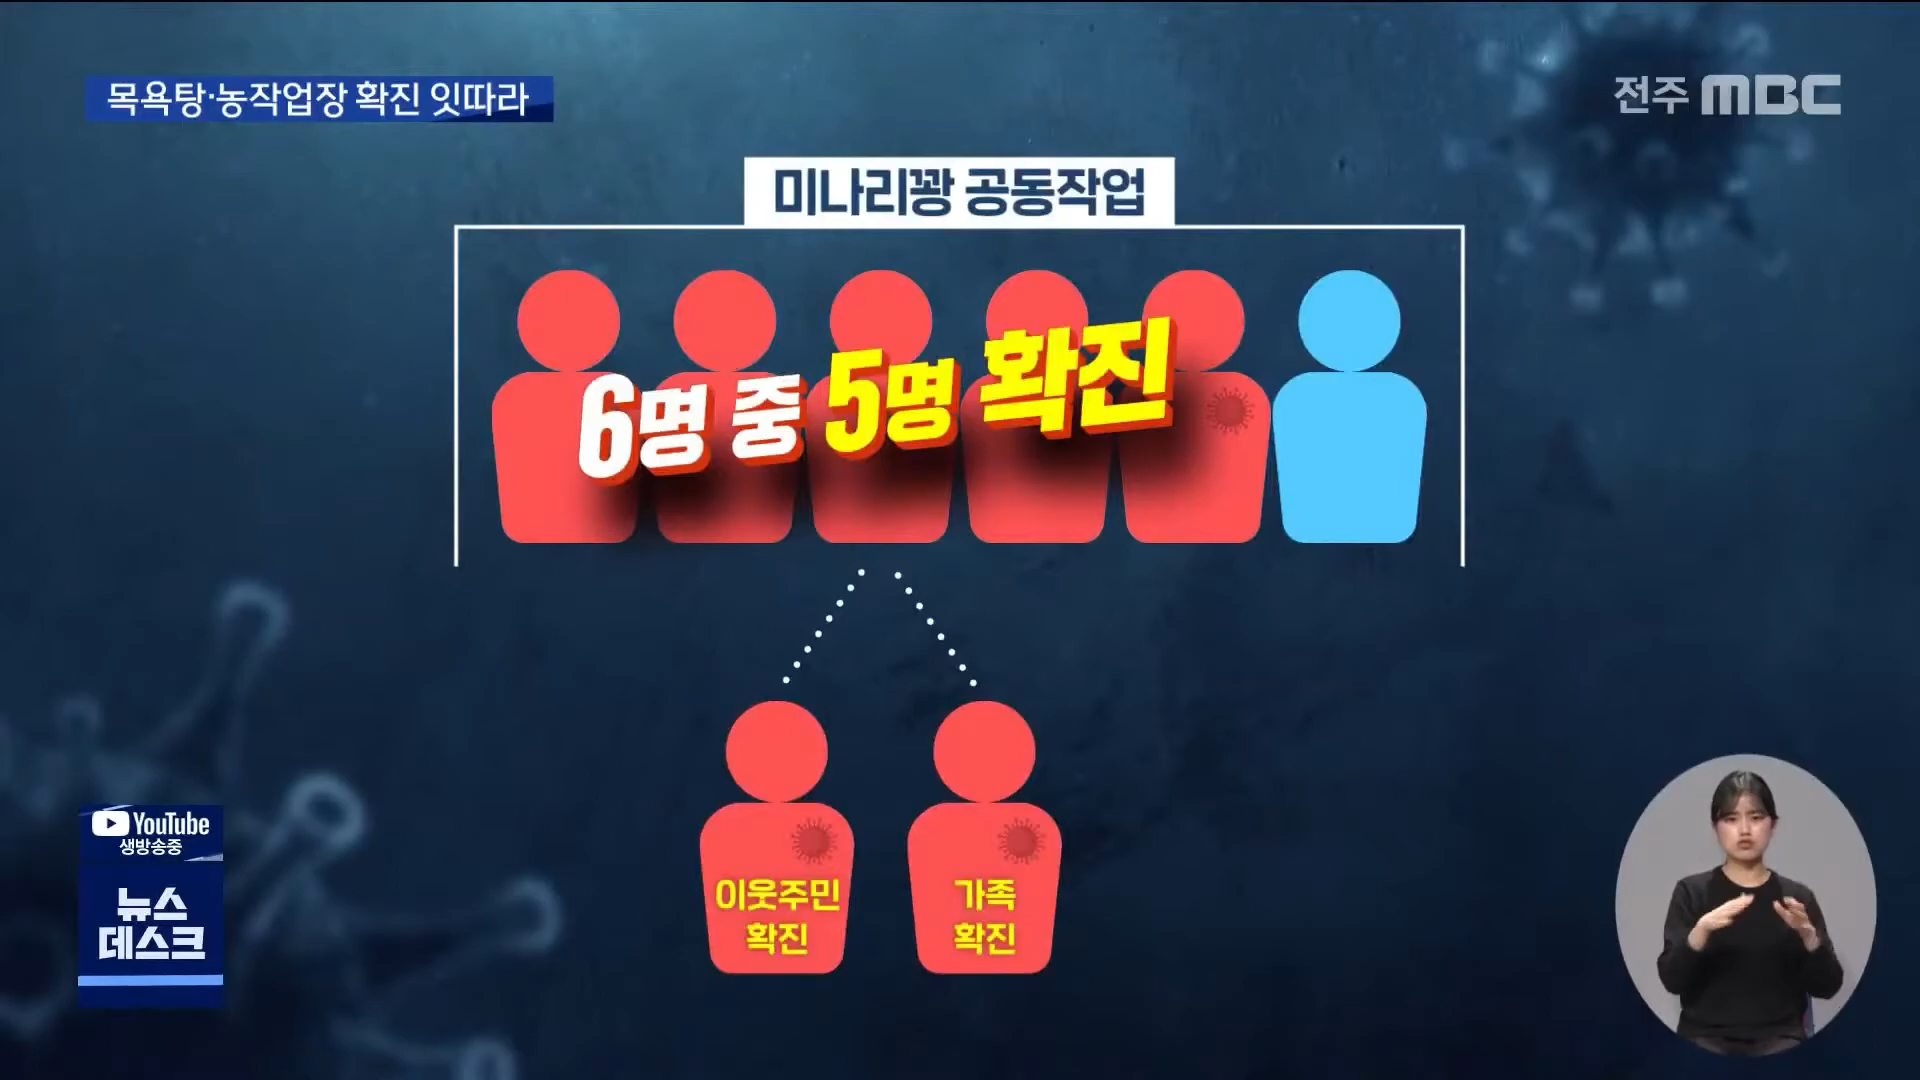 목욕탕·농작업장 확진 잇따라
전주 MBC
미나리꽝 공동작업
6명 중 5명 확진
이웃주민
확진
가족
확진
YouTube
생방송중
뉴스
데스크